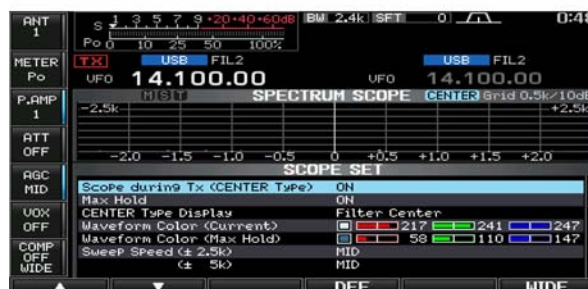 ANT
1
S 1 3 5 7 9 +20+40+60dB
BW 2.4k SFT 0
0:4
Po 0 10 25 50 100%
METER
Po
TX USB FIL2
VFO 14.100.00
USB FIL2
VFO 14.100.00
P.AMP
1
M S T SPECTRUM SCOPE CENTER Grid 0.5k/10dB
-2.5k +2.5k
ATT
OFF
-2.0 -1.5 -1.0 -0.5 0 +0.5 +1.0 +1.5 +2.0
AGC
MID
SCOPE SET
Scope during Tx (CENTER Type) ON
Max Hold ON
VOX
OFF
CENTER Type Display Filter Center
Waveform Color (Current) 217 241 247
Waveform Color (Max Hold) 58 110 147
COMP
OFF
WIDE
Sweep Speed (± 2.5k) MID
(± 5k) MID
DEF WIDE